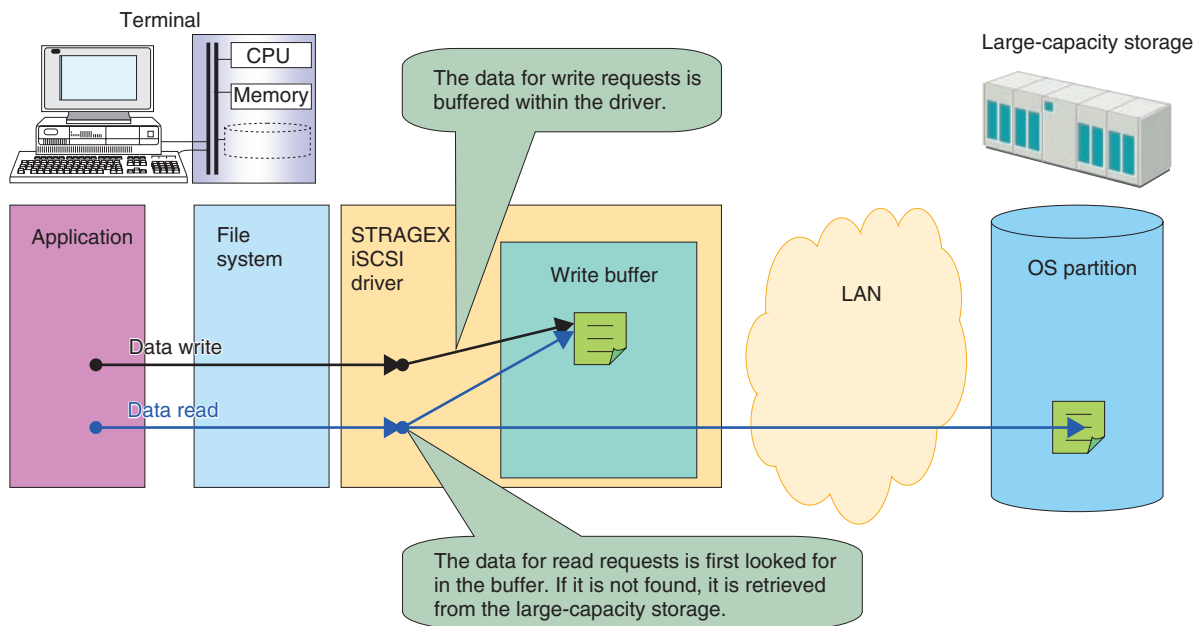 Terminal
CPU
Memory
The data for write requests is
buffered within the driver.
Large-capacity storage
Application
File
system
STRAGEX
iSCSI
driver
Write buffer
LAN
OS partition
Data write
Data read
The data for read requests is first looked for
in the buffer. If it is not found, it is retrieved
from the large-capacity storage.